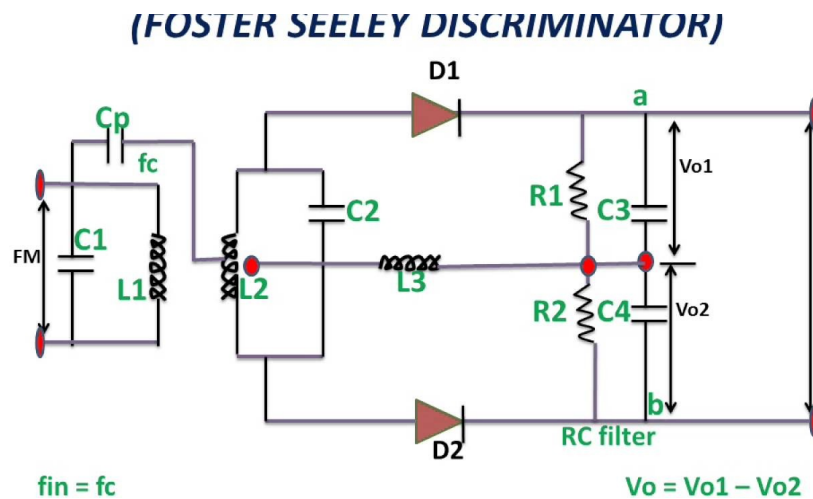 (FOSTER SEELEY DISCRIMINATOR)
D1
a
Cp
fc
Vo1
R1
C3
C2
C1
FM
L1
L2
L3
R2
C4
Vo2
b
D2
RC filter
fin = fc
Vo = Vo1 – Vo2